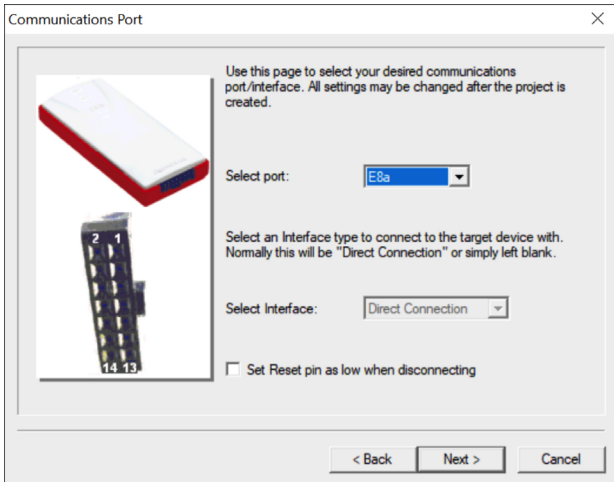 Communications Port
Use this page to select your desired communications
port/interface. All settings may be changed after the project is
created.
Select port:
E8a
Select an Interface type to connect to the target device with.
Normally this will be "Direct Connection" or simply left blank.
Select Interface:
Direct Connection
Set Reset pin as low when disconnecting
2 1
14 13
< Back
Next >
Cancel